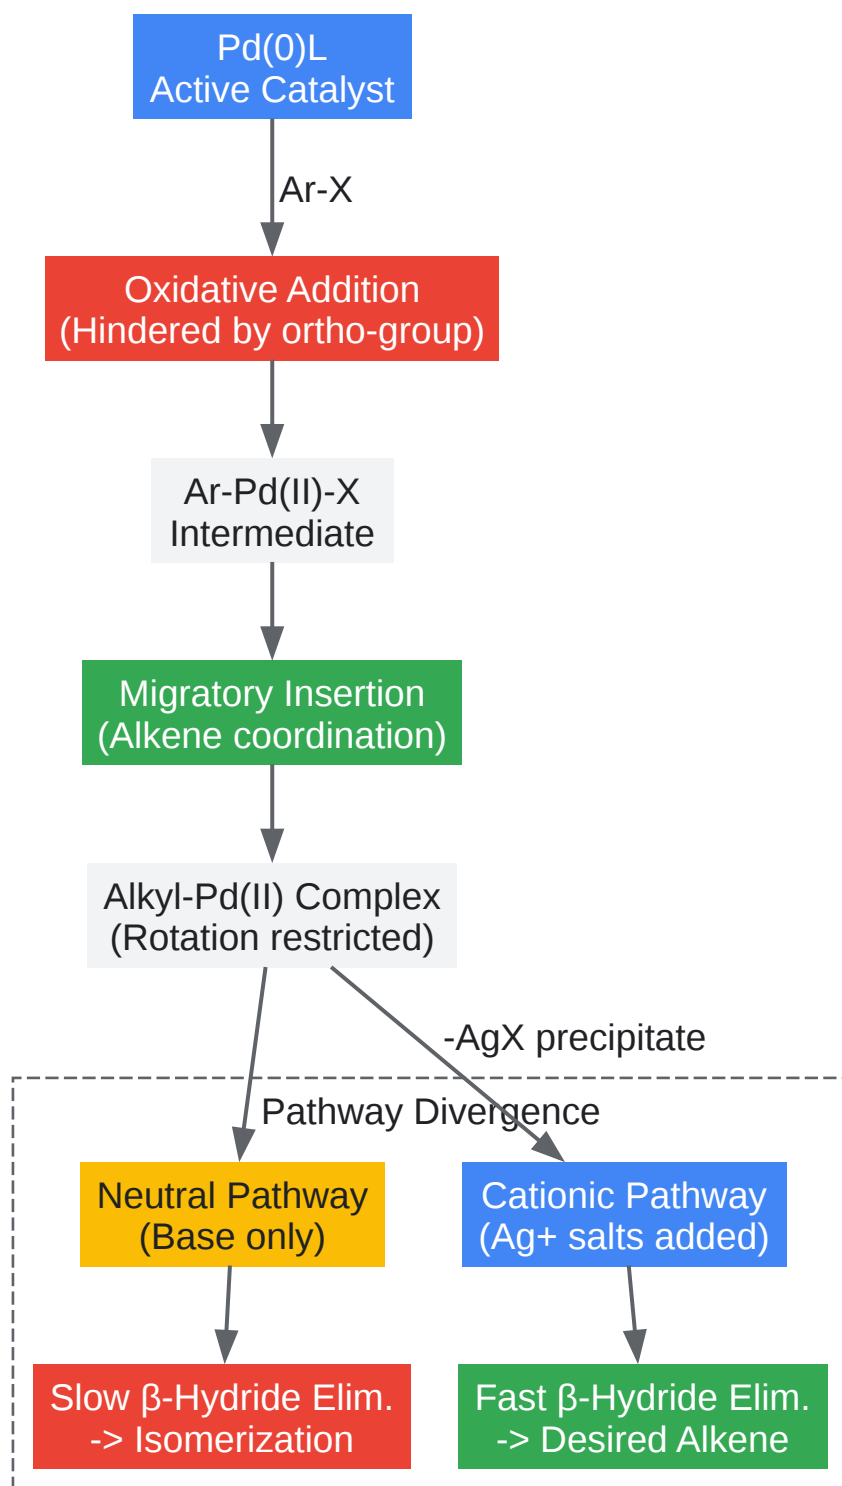 Pd(0)L
Active Catalyst
Ar-X
Oxidative Addition
(Hindered by ortho-group)
Ar-Pd(II)-X
Intermediate
Migratory Insertion
(Alkene coordination)
Alkyl-Pd(II) Complex
(Rotation restricted)
-AgX precipitate
Pathway Divergence
Neutral Pathway
(Base only)
Cationic Pathway
(Ag+ salts added)
Slow β-Hydride Elim.
-> Isomerization
Fast β-Hydride Elim.
-> Desired Alkene